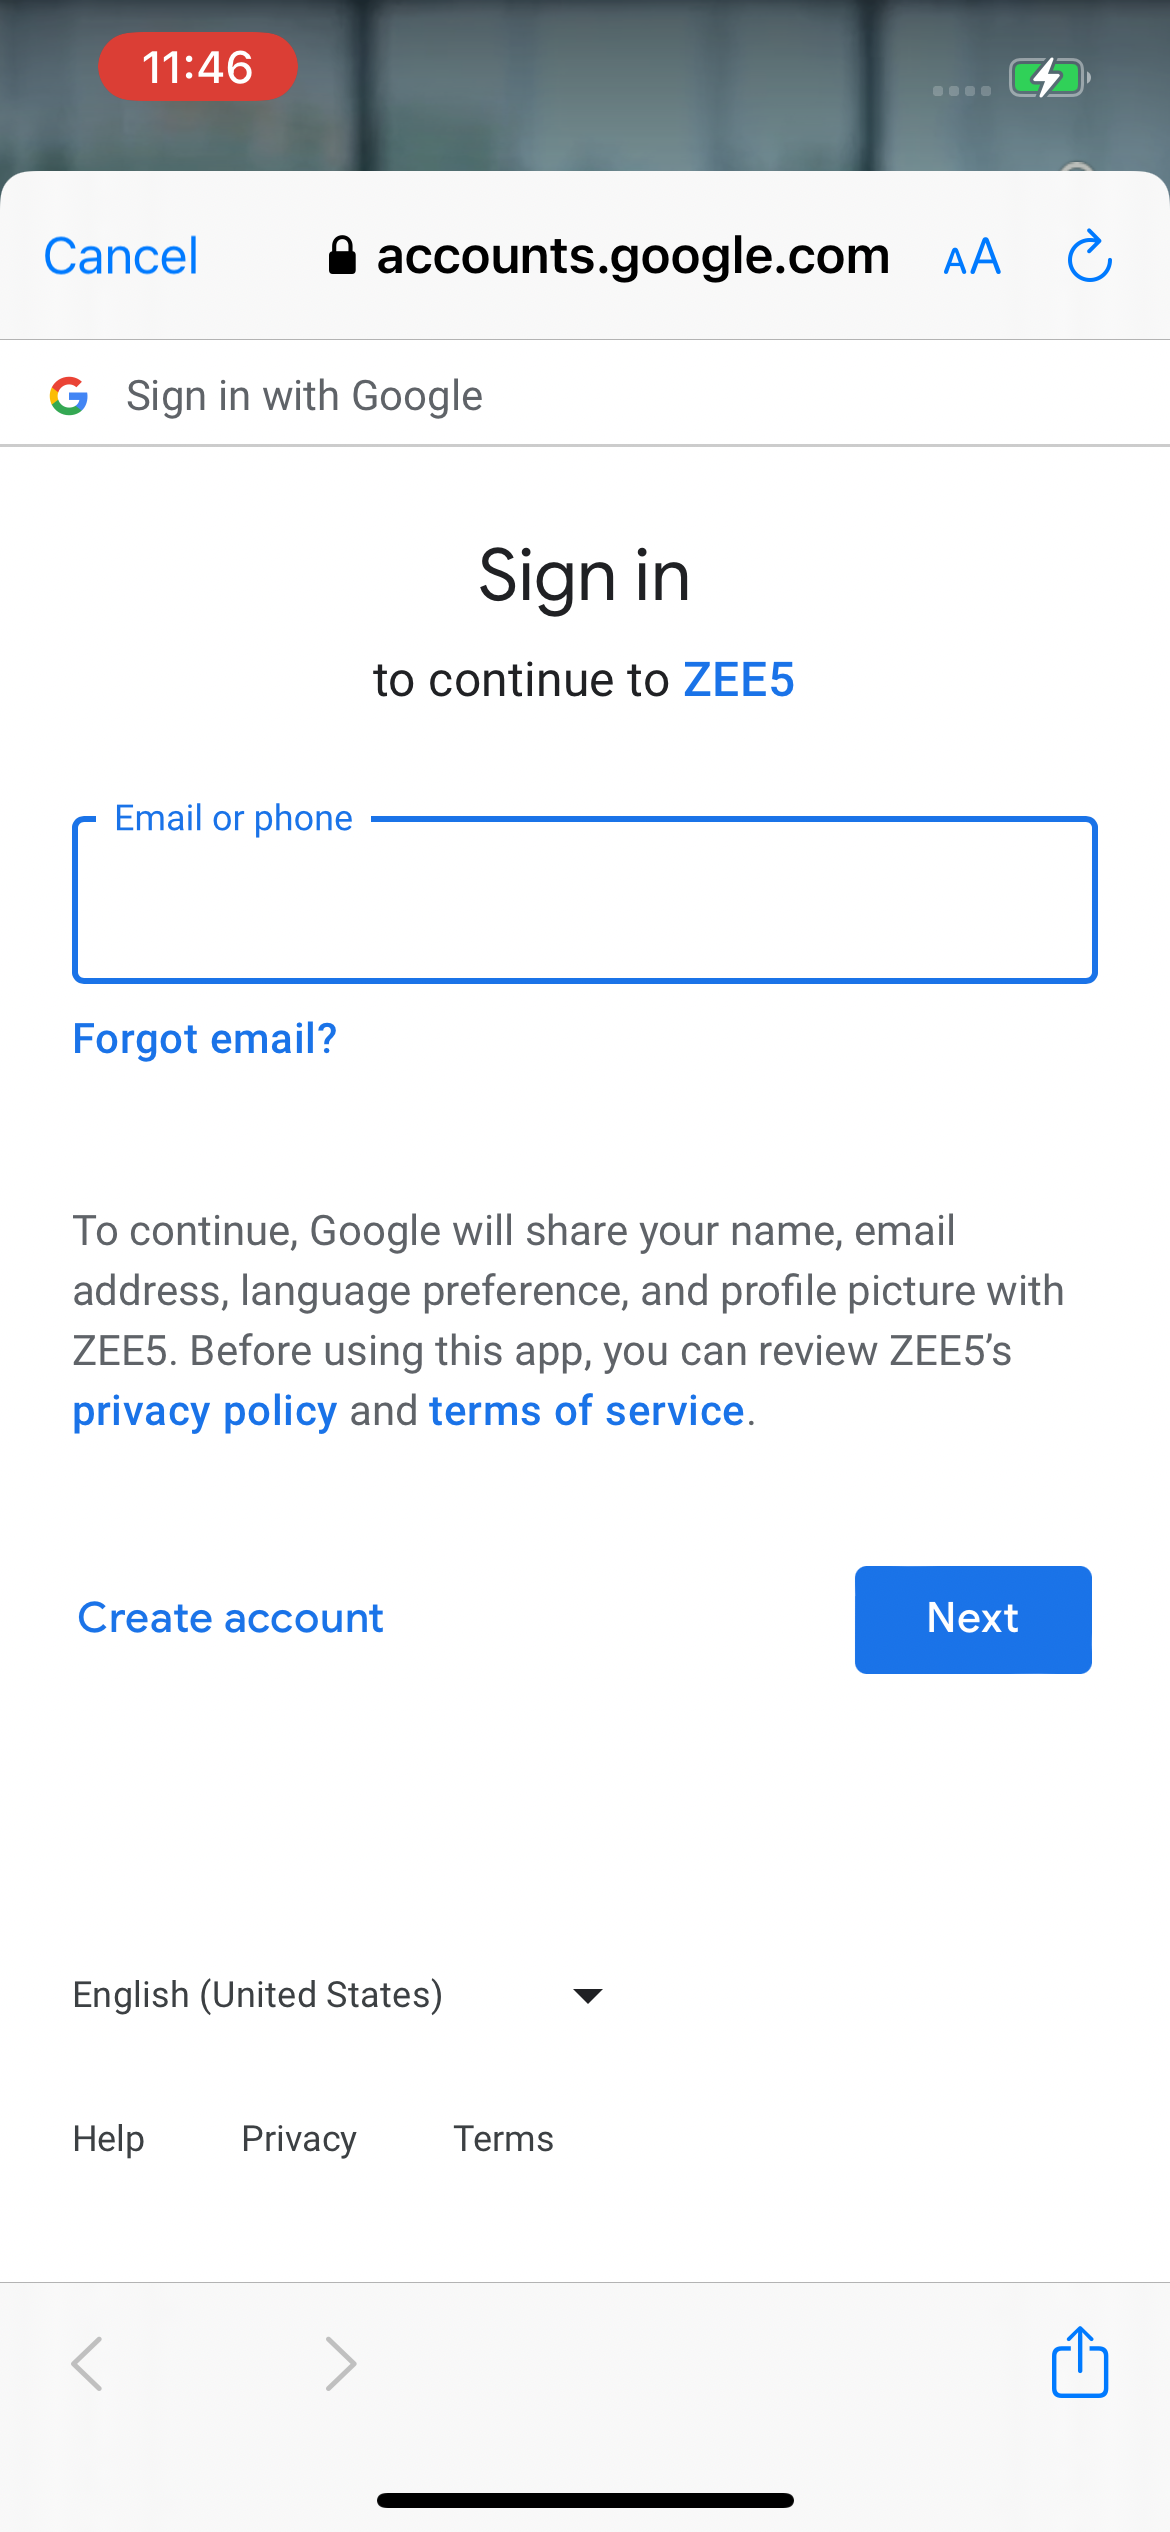 11:46
Cancel
accounts.google.com
AA
Sign in with Google
Sign in
to continue to ZEE5
Email or phone
Forgot email?
To continue, Google will share your name, email
address, language preference, and profile picture with
ZEE5. Before using this app, you can review ZEE5’s
privacy policy and terms of service.
Create account
Next
English (United States)
Help
Privacy
Terms